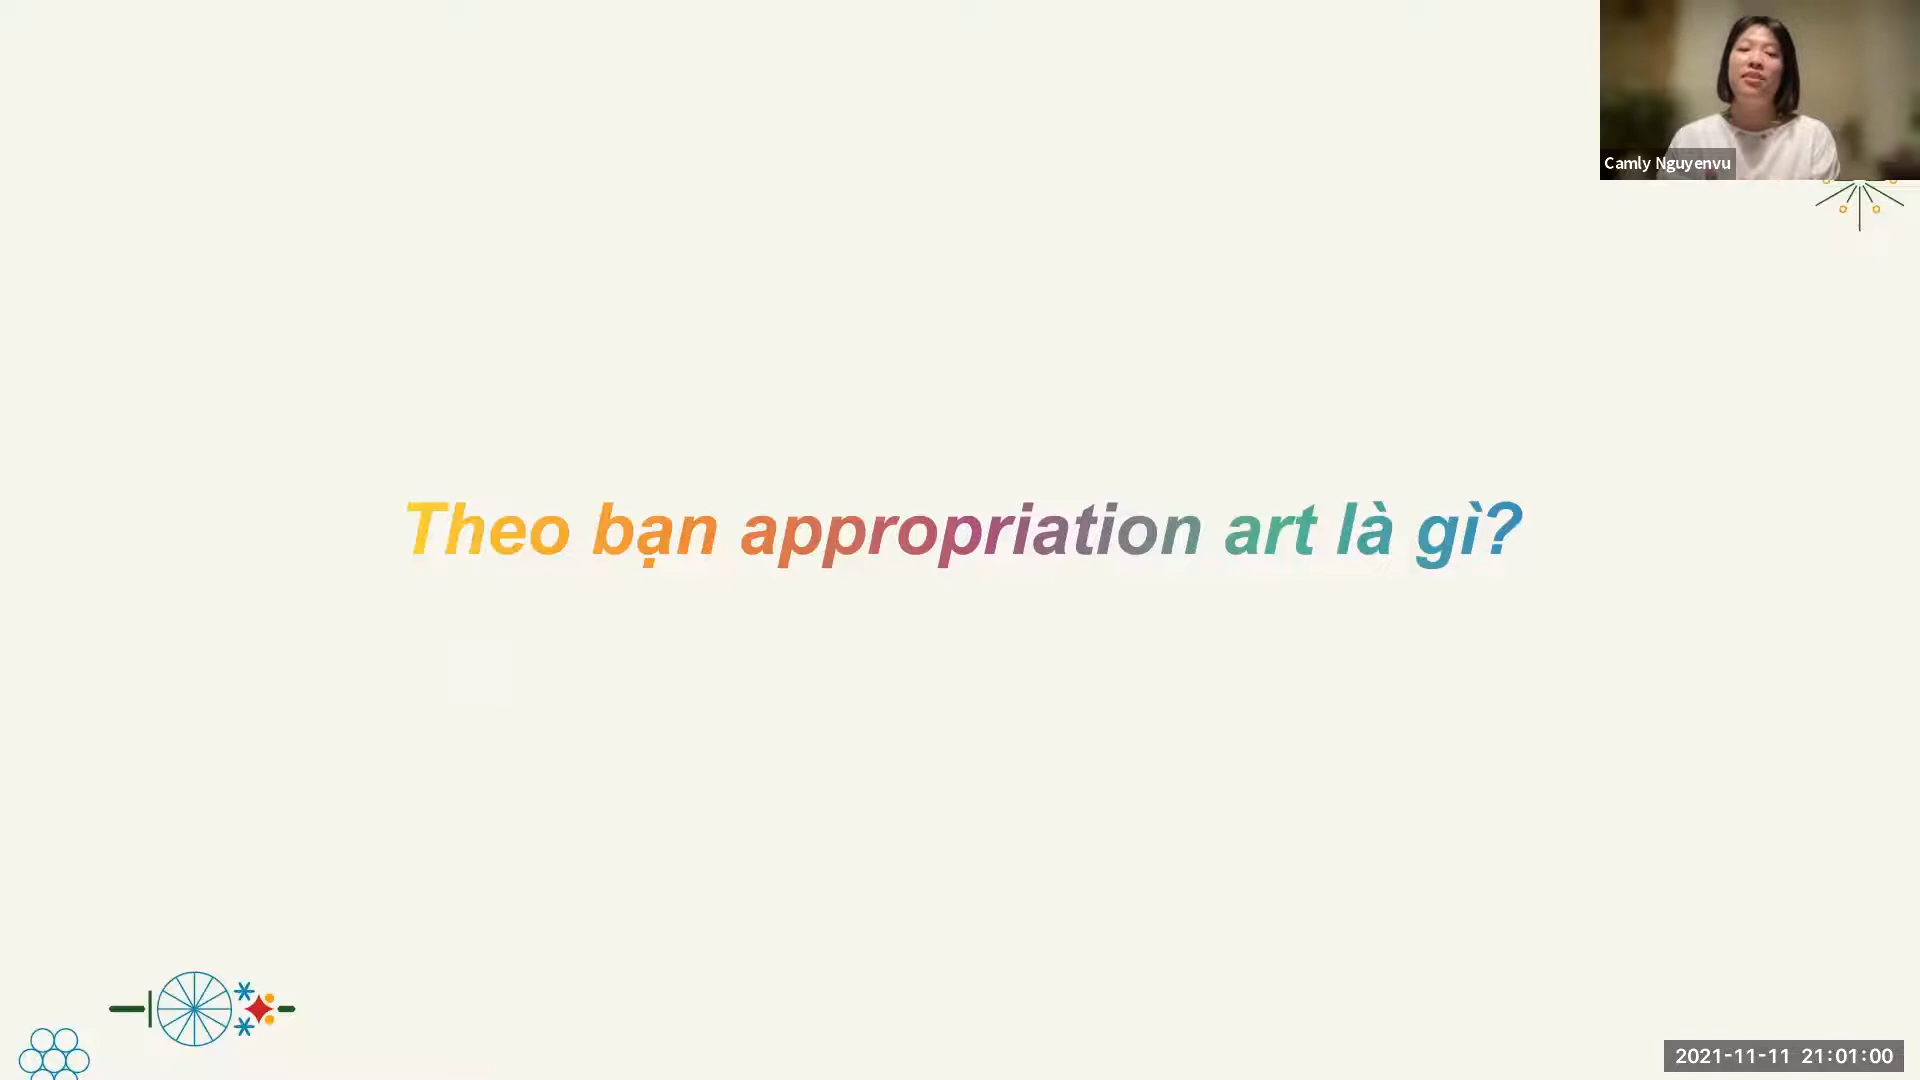 Camly Nguyenvu
Theo bạn appropriation art là gì?
2021-11-11 21:01:00